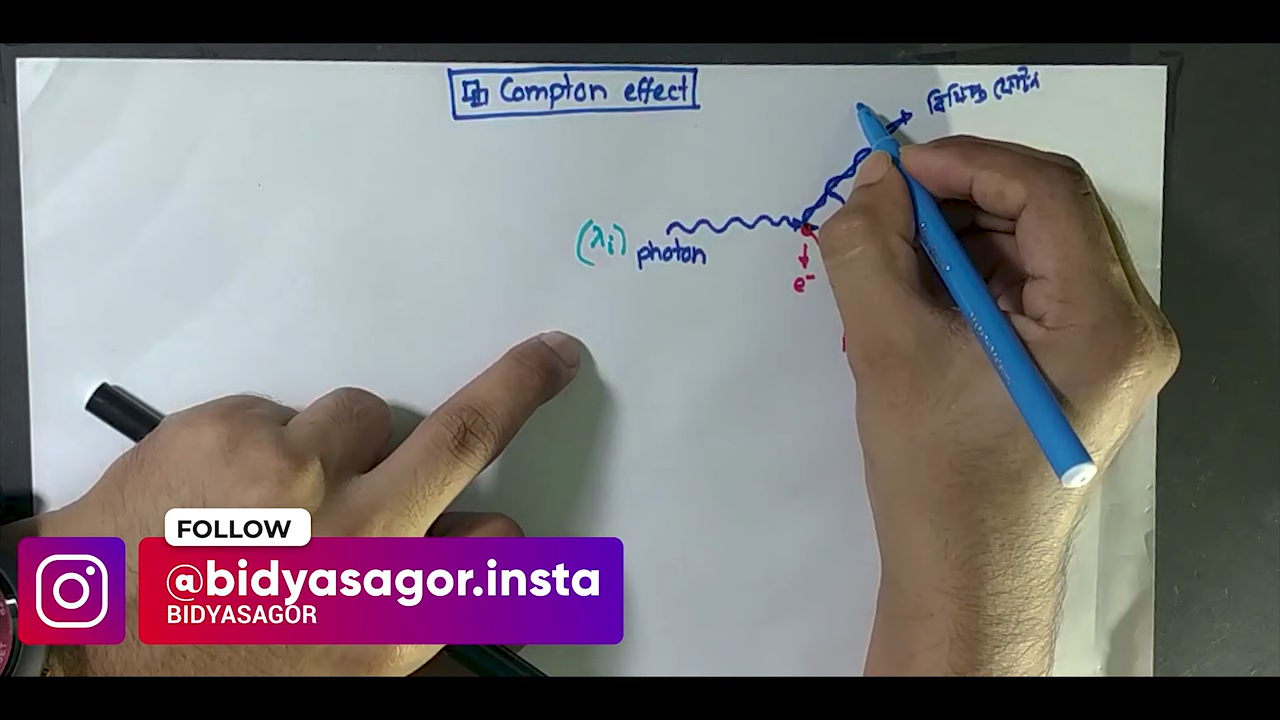 Compton effect
বিক্ষিপ্ত ফোটন
(λi)
photon
e⁻
FOLLOW
@bidyasagor.insta
BIDYASAGOR